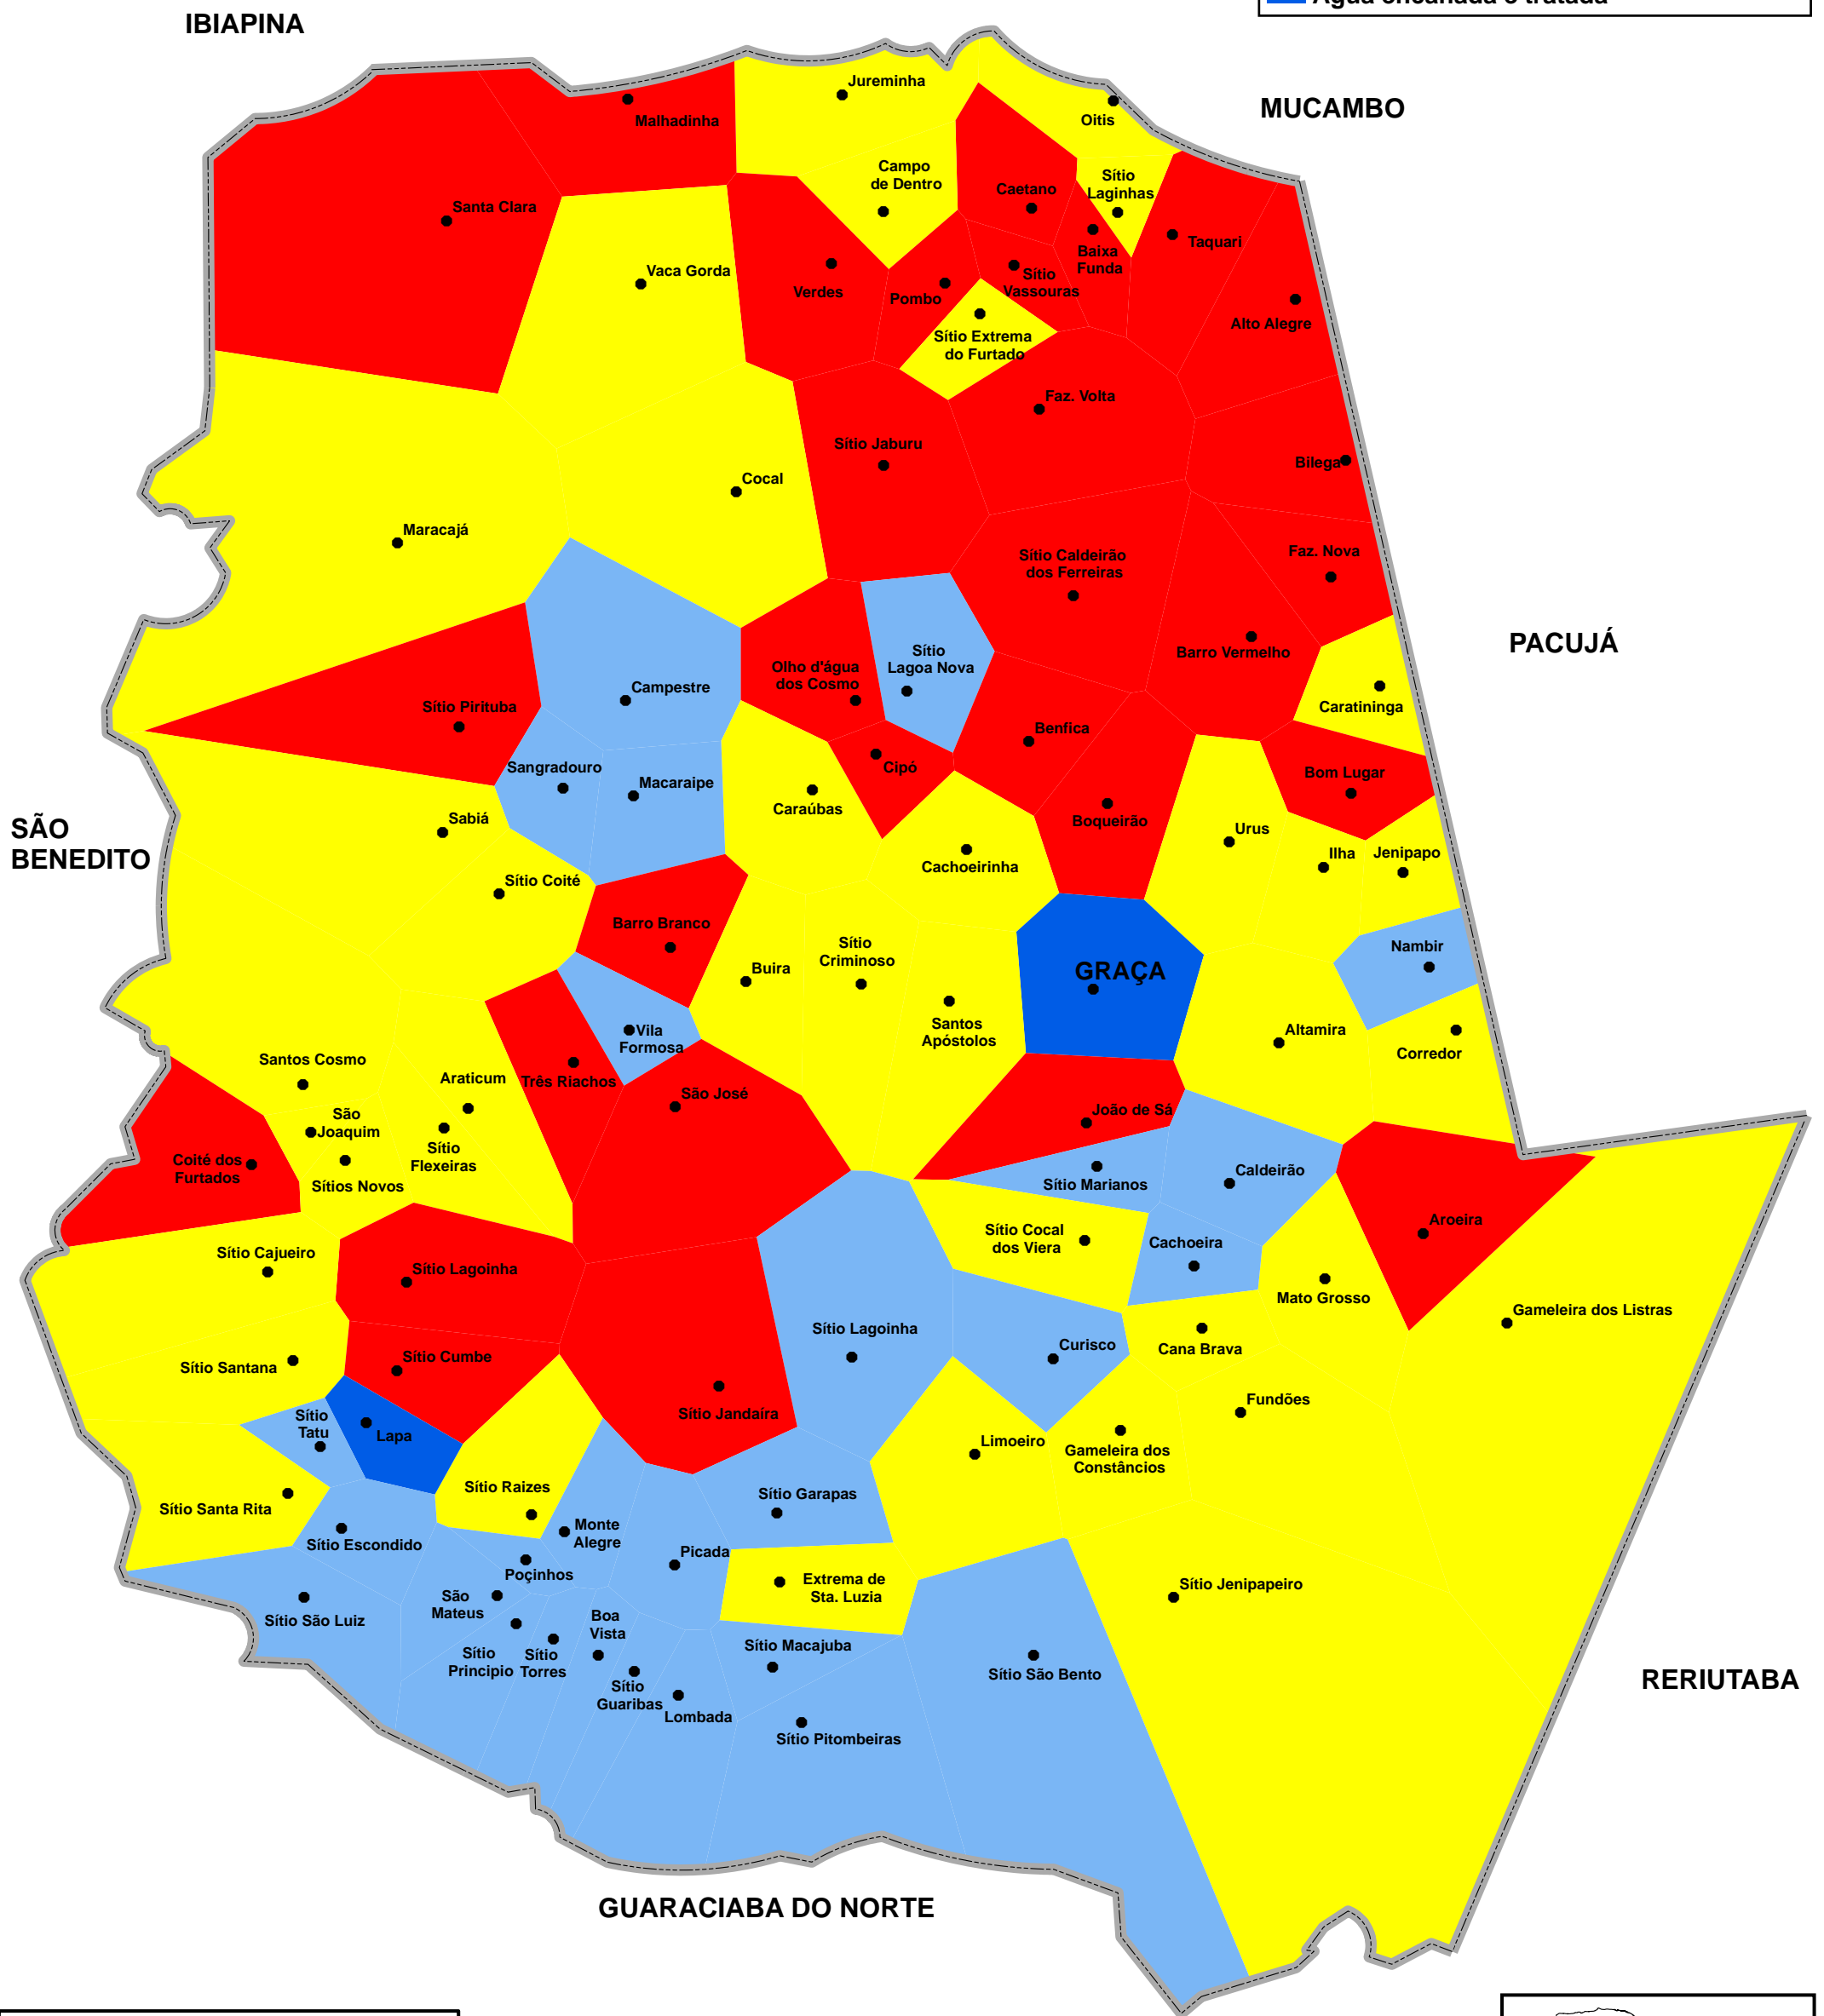 Água encanada e tratada
IBIAPINA
MUCAMBO
Jureminha
Oitis
Malhadinha
Campo
de Dentro
Sítio
Laginhas
Caetano
Santa Clara
Taquari
Baixa
Funda
Vaca Gorda
Sítio
Vassouras
Verdes
Pombo
Alto Alegre
Sítio Extrema
do Furtado
Faz. Volta
Sítio Jaburu
Bilega
Cocal
Maracajá
Sítio Caldeirão
dos Ferreiras
Faz. Nova
PACUJÁ
Barro Vermelho
Sítio
Lagoa Nova
Olho d'água
dos Cosmo
Campestre
Sítio Pirituba
Caratininga
Benfica
Cipó
Sangradouro
Macaraipe
Bom Lugar
Caraúbas
Boqueirão
SÃO
BENEDITO
Sabiá
Urus
Ilha
Jenipapo
Cachoeirinha
Sítio Coité
Barro Branco
Sítio
Criminoso
Nambir
Buira
GRAÇA
Vila
Formosa
Santos
Apóstolos
Altamira
Corredor
Santos Cosmo
Araticum
Três Riachos
São José
João de Sá
São
Joaquim
Sítio
Flexeiras
Coité dos
Furtados
Sítios Novos
Sítio Marianos
Caldeirão
Aroeira
Sítio Cocal
dos Viera
Cachoeira
Sítio Cajueiro
Sítio Lagoinha
Mato Grosso
Gameleira dos Listras
Sítio Lagoinha
Curisco
Cana Brava
Sítio Cumbe
Sítio Santana
Fundões
Sítio Jandaíra
Sítio
Tatu
Lapa
Limoeiro
Gameleira dos
Constâncios
Sítio Raizes
Sítio Garapas
Sítio Santa Rita
Monte
Alegre
Sítio Escondido
Picada
Poçinhos
Extrema de
Sta. Luzia
Sítio Jenipapeiro
São
Mateus
Sítio São Luiz
Boa
Vista
Sítio Macajuba
Sítio
Principio
Sítio
Torres
Sítio São Bento
Sítio
Guaribas
RERIUTABA
Lombada
Sítio Pitombeiras
GUARACIABA DO NORTE